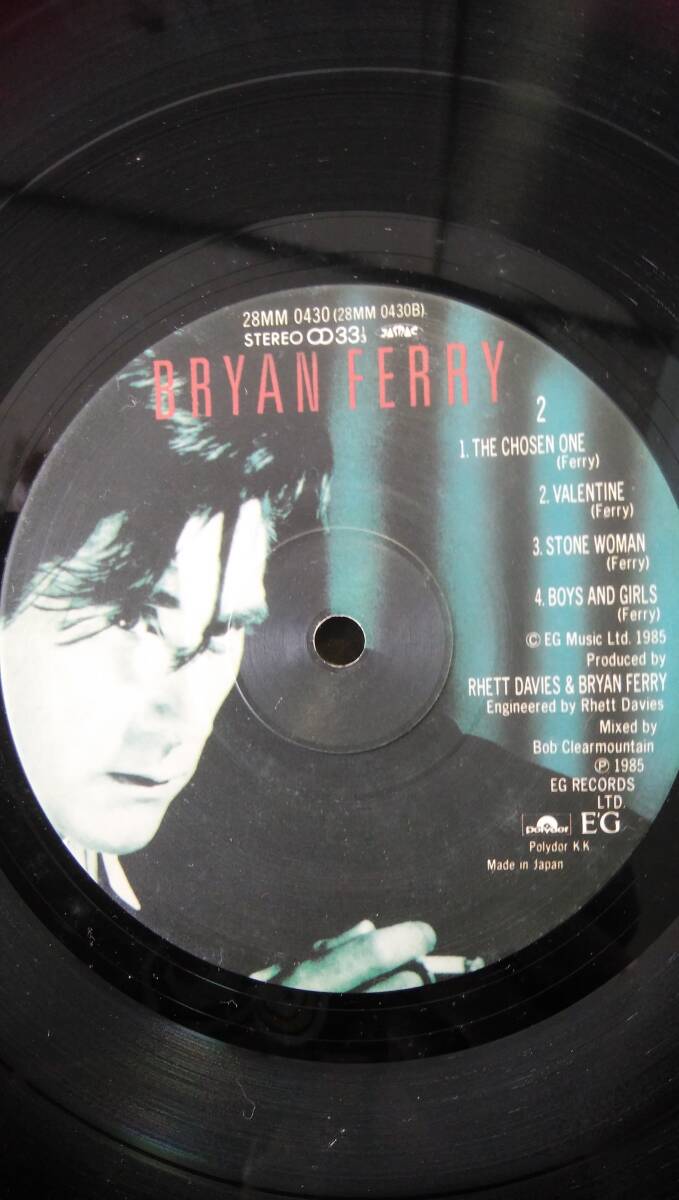 28MM 0430 (28MM 0430B)
STEREO 33⅓ JASRAC
BRYAN FERRY
2
1. THE CHOSEN ONE
(Ferry)
2. VALENTINE
(Ferry)
3. STONE WOMAN
(Ferry)
4. BOYS AND GIRLS
(Ferry)
© EG Music Ltd. 1985
Produced by
RHETT DAVIES & BRYAN FERRY
Engineered by Rhett Davies
Mixed by
Bob Clearmountain
℗ 1985
EG RECORDS
LTD.
polydor E'G
Polydor K.K
Made in Japan